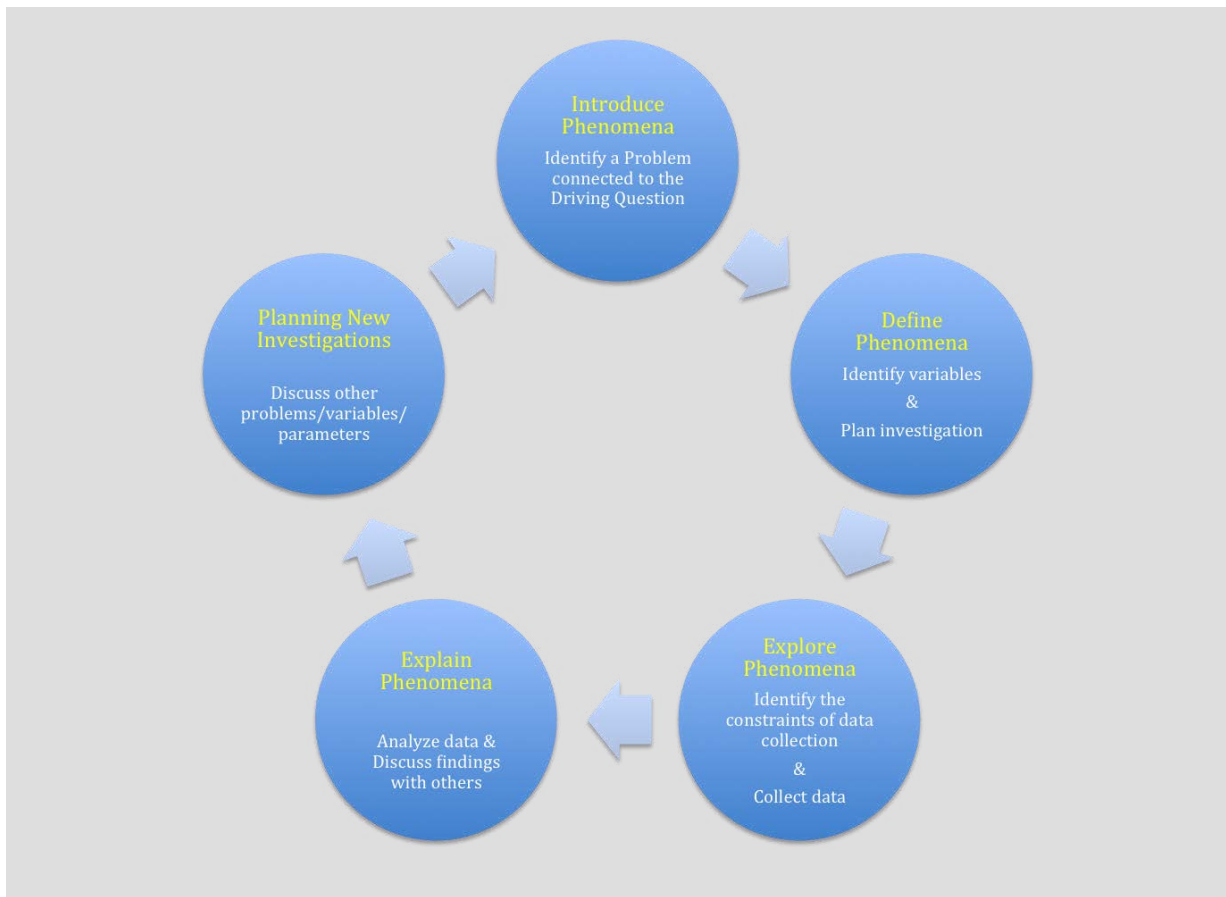 Introduce
Phenomena
Identify a Problem
connected to the
Driving Question
Define
Phenomena
Identify variables
&
Plan investigation
Explore
Phenomena
Identify the
constraints of data
collection
&
Collect data
Explain
Phenomena
Analyze data &
Discuss findings
with others
Planning New
Investigations
Discuss other
problems/variables/
parameters